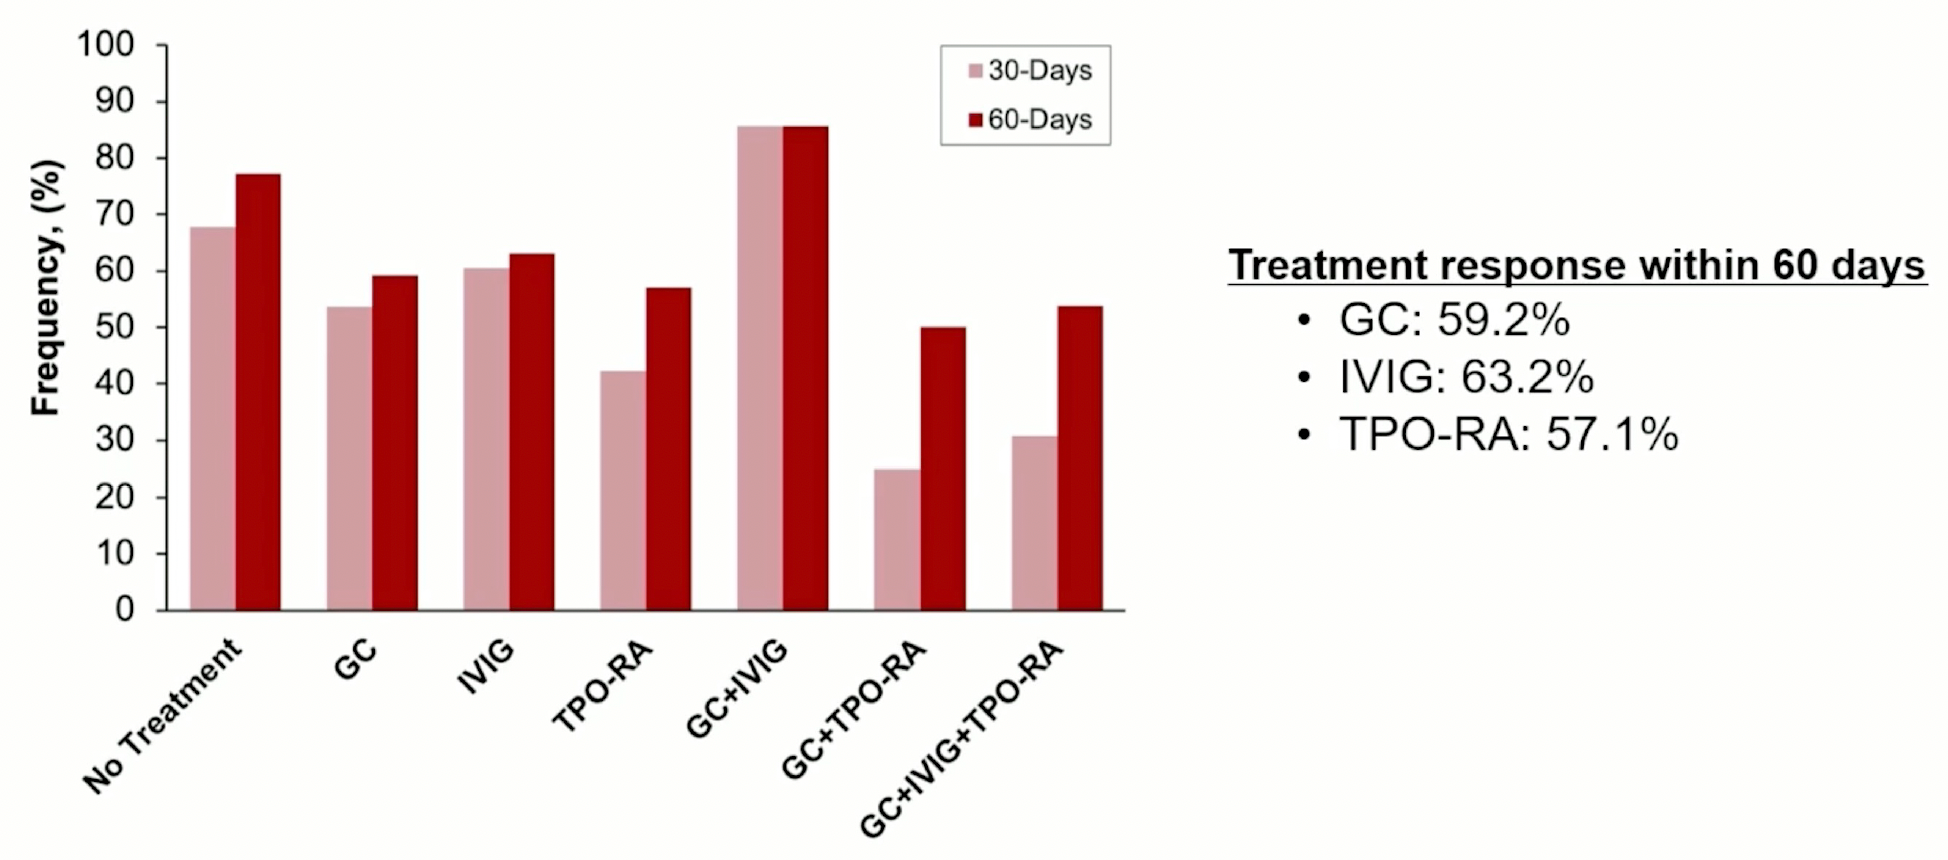 100
90
80
70
60
50
40
30
20
10
0
Frequency, (%)
30-Days
60-Days
No Treatment
GC
IVIG
TPO-RA
GC+IVIG
GC+TPO-RA
GC+IVIG+TPO-RA
Treatment response within 60 days
• GC: 59.2%
• IVIG: 63.2%
• TPO-RA: 57.1%